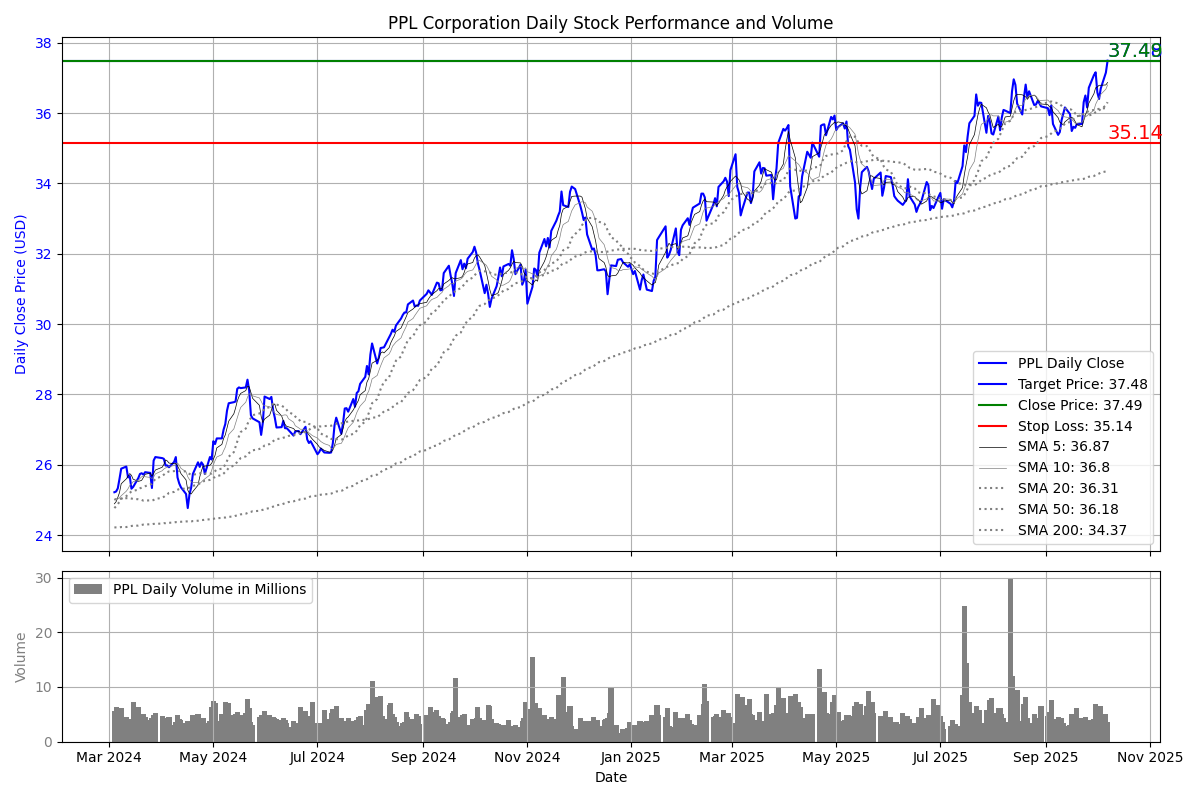 PPL Corporation Daily Stock Performance and Volume
38
36
34
32
30
28
26
24
Daily Close Price (USD)
37.49
35.14
PPL Daily Close
Target Price: 37.48
Close Price: 37.49
Stop Loss: 35.14
SMA 5: 36.87
SMA 10: 36.8
SMA 20: 36.31
SMA 50: 36.18
SMA 200: 34.37
30
20
10
0
Volume
PPL Daily Volume in Millions
Mar 2024 May 2024 Jul 2024 Sep 2024 Nov 2024 Jan 2025 Mar 2025 May 2025 Jul 2025 Sep 2025 Nov 2025
Date